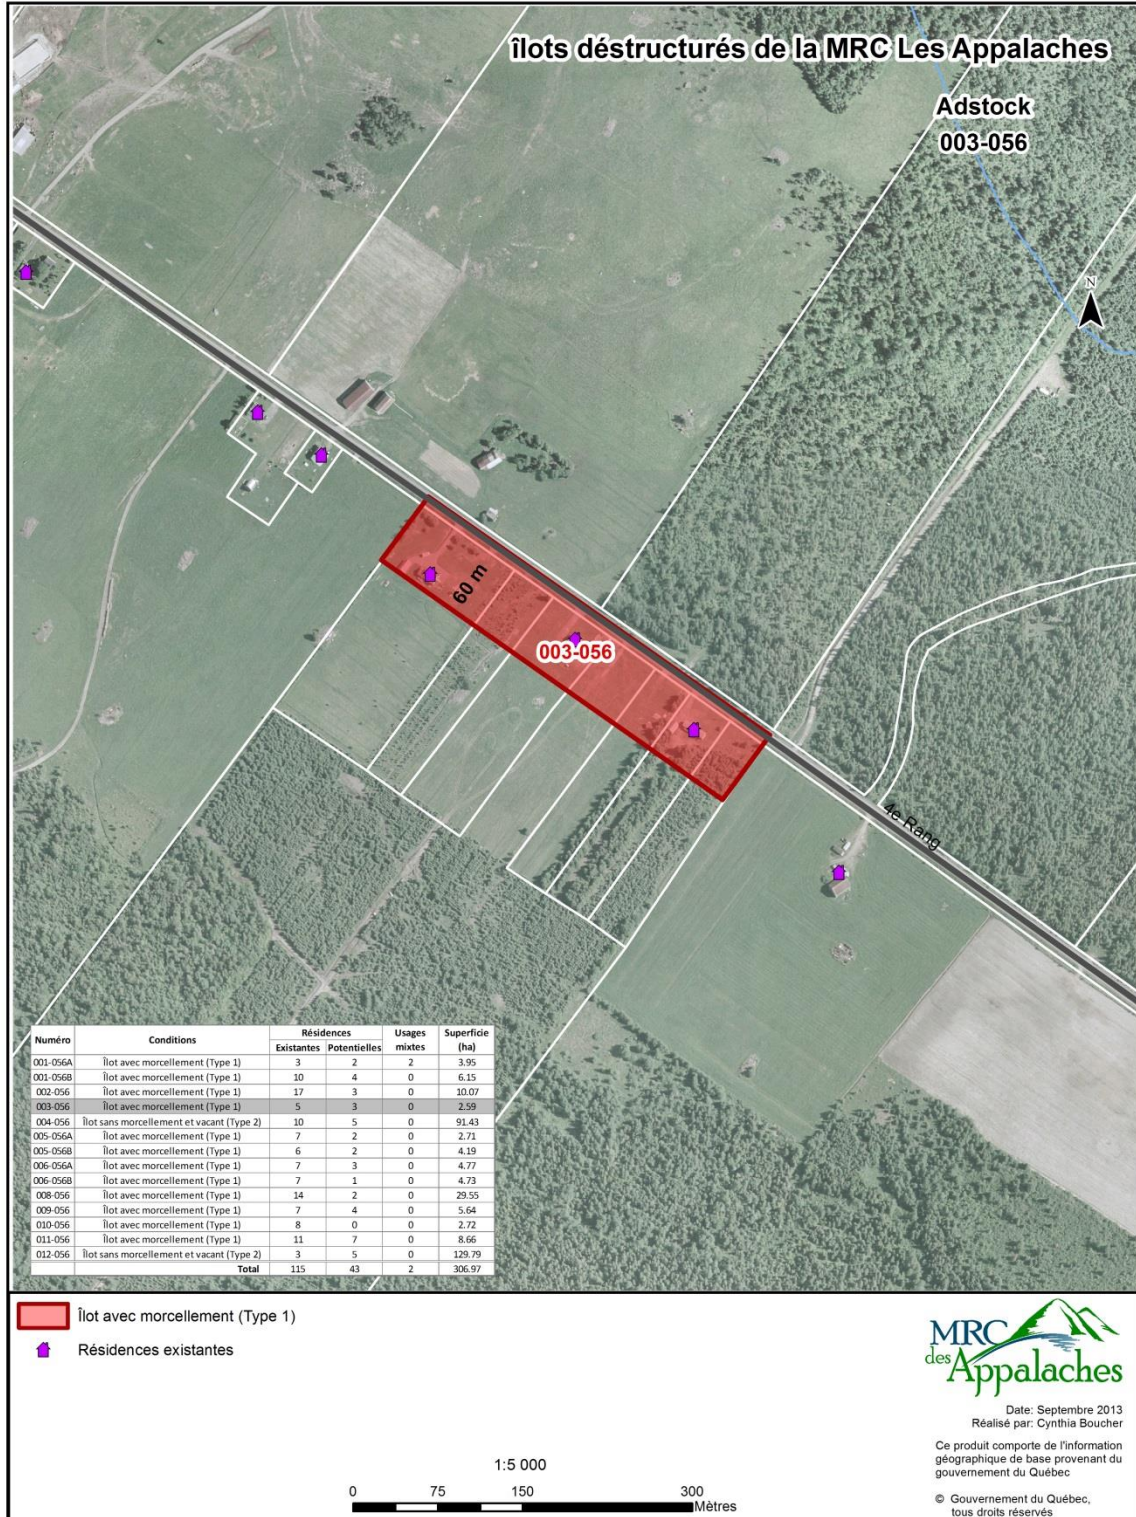 îlots déstructurés de la MRC Les Appalaches
Adstock
003-056
N
60 m
003-056
4e Rang
Numéro Conditions Résidences Usages mixtes Superficie (ha)
Existantes Potentielles
001-056A Îlot avec morcellement (Type 1) 3 2 2 3.95
001-056B Îlot avec morcellement (Type 1) 10 4 0 6.15
002-056 Îlot avec morcellement (Type 1) 17 3 0 10.07
003-056 Îlot avec morcellement (Type 1) 5 3 0 2.59
004-056 Îlot sans morcellement et vacant (Type 2) 10 5 0 91.43
005-056A Îlot avec morcellement (Type 1) 7 2 0 2.71
005-056B Îlot avec morcellement (Type 1) 6 2 0 4.19
006-056A Îlot avec morcellement (Type 1) 7 3 0 4.77
006-056B Îlot avec morcellement (Type 1) 7 1 0 4.73
008-056 Îlot avec morcellement (Type 1) 14 2 0 29.55
009-056 Îlot avec morcellement (Type 1) 7 4 0 5.64
010-056 Îlot avec morcellement (Type 1) 8 0 0 2.72
011-056 Îlot avec morcellement (Type 1) 11 7 0 8.66
012-056 Îlot sans morcellement et vacant (Type 2) 3 5 0 129.79
Total 115 43 2 306.97
Îlot avec morcellement (Type 1)
Résidences existantes
1:5 000
0 75 150 300
Mètres
MRC
des Appalaches
Date: Septembre 2013
Réalisé par: Cynthia Boucher
Ce produit comporte de l'information
géographique de base provenant du
gouvernement du Québec
© Gouvernement du Québec,
tous droits réservés